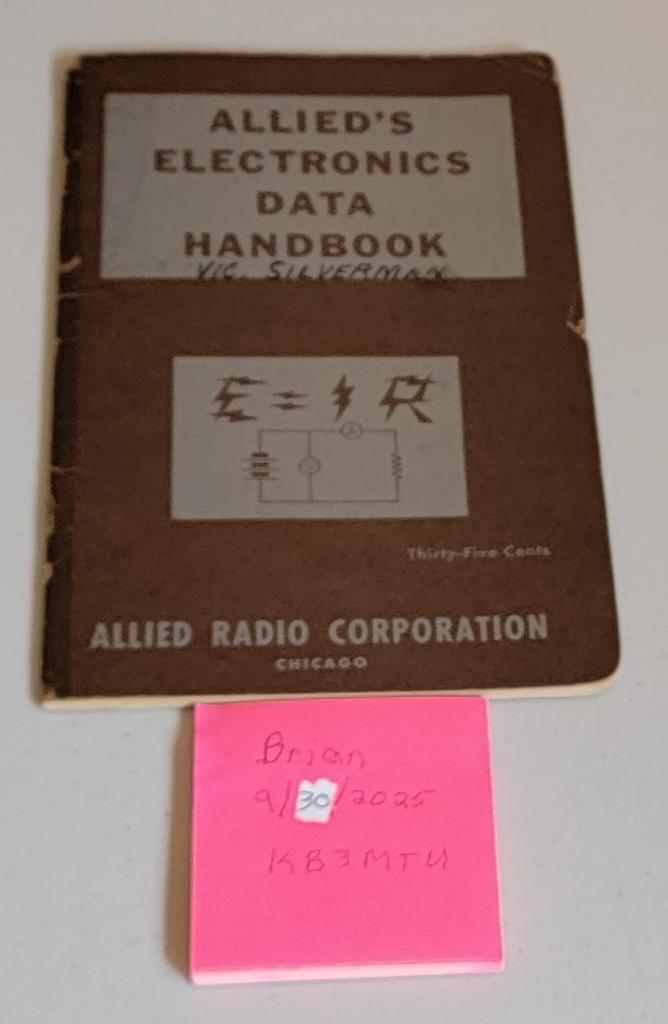 ALLIED'S
ELECTRONICS
DATA
HANDBOOK
VIC. SILVERMAN
E = I R
A
Thirty-Five Cents
ALLIED RADIO CORPORATION
CHICAGO
Brian
9/30/2025
KB3MTU